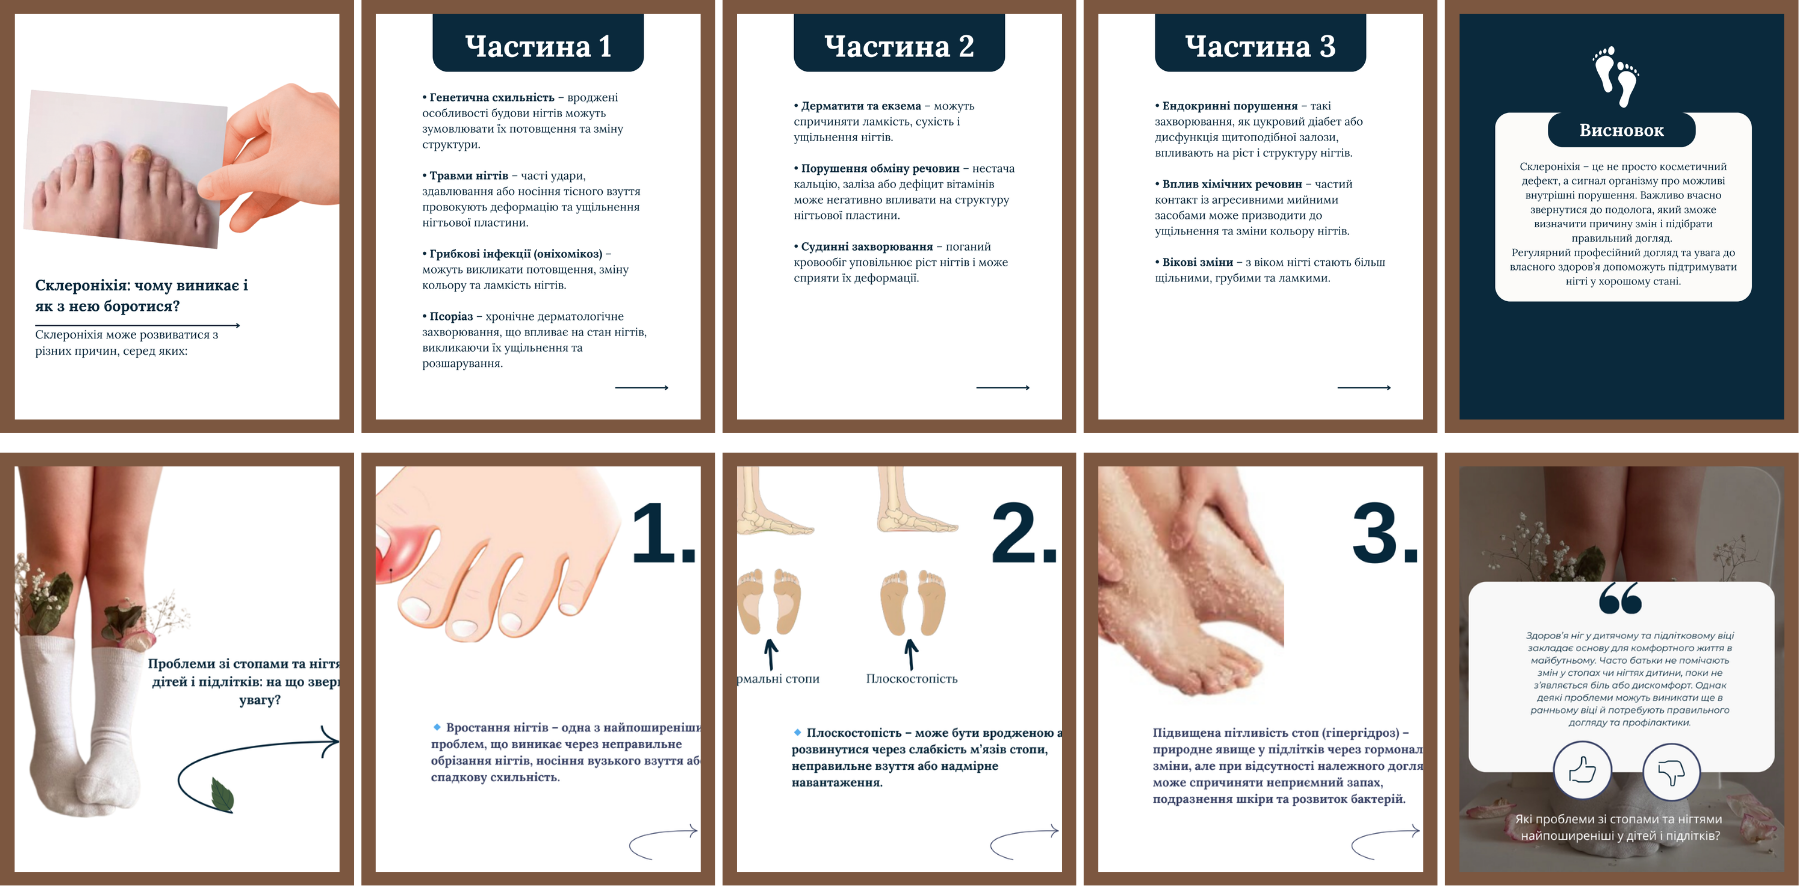 Склероніхія: чому виникає і
як з нею боротися?
Склероніхія може розвиватися з
різних причин, серед яких:
Частина 1
• Генетична схильність – вроджені
особливості будови нігтів можуть
зумовлювати їх потовщення та зміну
структури.
• Травми нігтів – часті удари,
здавлювання або носіння тісного взуття
провокують деформацію та ущільнення
нігтьової пластини.
• Грибкові інфекції (оніхомікоз) –
можуть викликати потовщення, зміну
кольору та ламкість нігтів.
• Псоріаз – хронічне дерматологічне
захворювання, що впливає на стан нігтів,
викликаючи їх ущільнення та
розшарування.
Частина 2
• Дерматити та екзема – можуть
спричиняти ламкість, сухість і
ущільнення нігтів.
• Порушення обміну речовин – нестача
кальцію, заліза або дефіцит вітамінів
може негативно впливати на структуру
нігтьової пластини.
• Судинні захворювання – поганий
кровообіг уповільнює ріст нігтів і може
сприяти їх деформації.
Частина 3
• Ендокринні порушення – такі
захворювання, як цукровий діабет або
дисфункція щитоподібної залози,
впливають на ріст і структуру нігтів.
• Вплив хімічних речовин – частий
контакт із агресивними мийними
засобами може призводити до
ущільнення та зміни кольору нігтів.
• Вікові зміни – з віком нігті стають більш
щільними, грубими та ламкими.
Висновок
Склероніхія – це не просто косметичний
дефект, а сигнал організму про можливі
внутрішні порушення. Важливо вчасно
звернутися до подолога, який зможе
визначити причину змін і підібрати
правильний догляд.
Регулярний професійний догляд та увага до
власного здоров'я допоможуть підтримувати
нігті у хорошому стані.
Проблеми зі стопами та нігтя
дітей і підлітків: на що звер
увагу?
1.
Вростання нігтів – одна з найпоширеніши
проблем, що виникає через неправильне
обрізання нігтів, носіння вузького взуття або
спадкову схильність.
2.
рмальні стопи
Плоскостопість
Плоскостопість – може бути вродженою а
розвинутися через слабкість м'язів стопи,
неправильне взуття або надмірне
навантаження.
3.
Підвищена пітливість стоп (гіпергідроз) –
природне явище у підлітків через гормонал
зміни, але при відсутності належного догля
може спричиняти неприємний запах,
подразнення шкіри та розвиток бактерій.
Здоров'я ніг у дитячому та підлітковому віці
закладає основу для комфортного життя в
майбутньому. Часто батьки не помічають
змін у стопах чи нігтях дитини, поки не
з'являється біль або дискомфорт. Однак
деякі проблеми можуть виникати ще в
ранньому віці й потребують правильного
догляду та профілактики.
Які проблеми зі стопами та нігтями
найпоширеніші у дітей і підлітків?